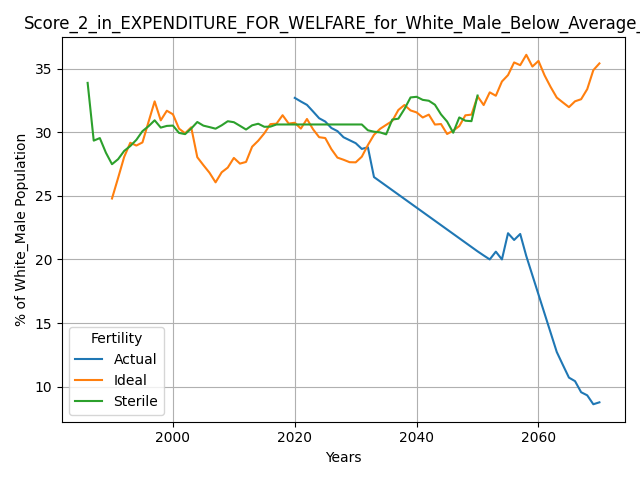 Score_2_in_EXPENDITURE_FOR_WELFARE_for_White_Male_Below_Average_
% of White_Male Population
35
30
25
20
15
10
Fertility
Actual
Ideal
Sterile
2000
2020
2040
2060
Years